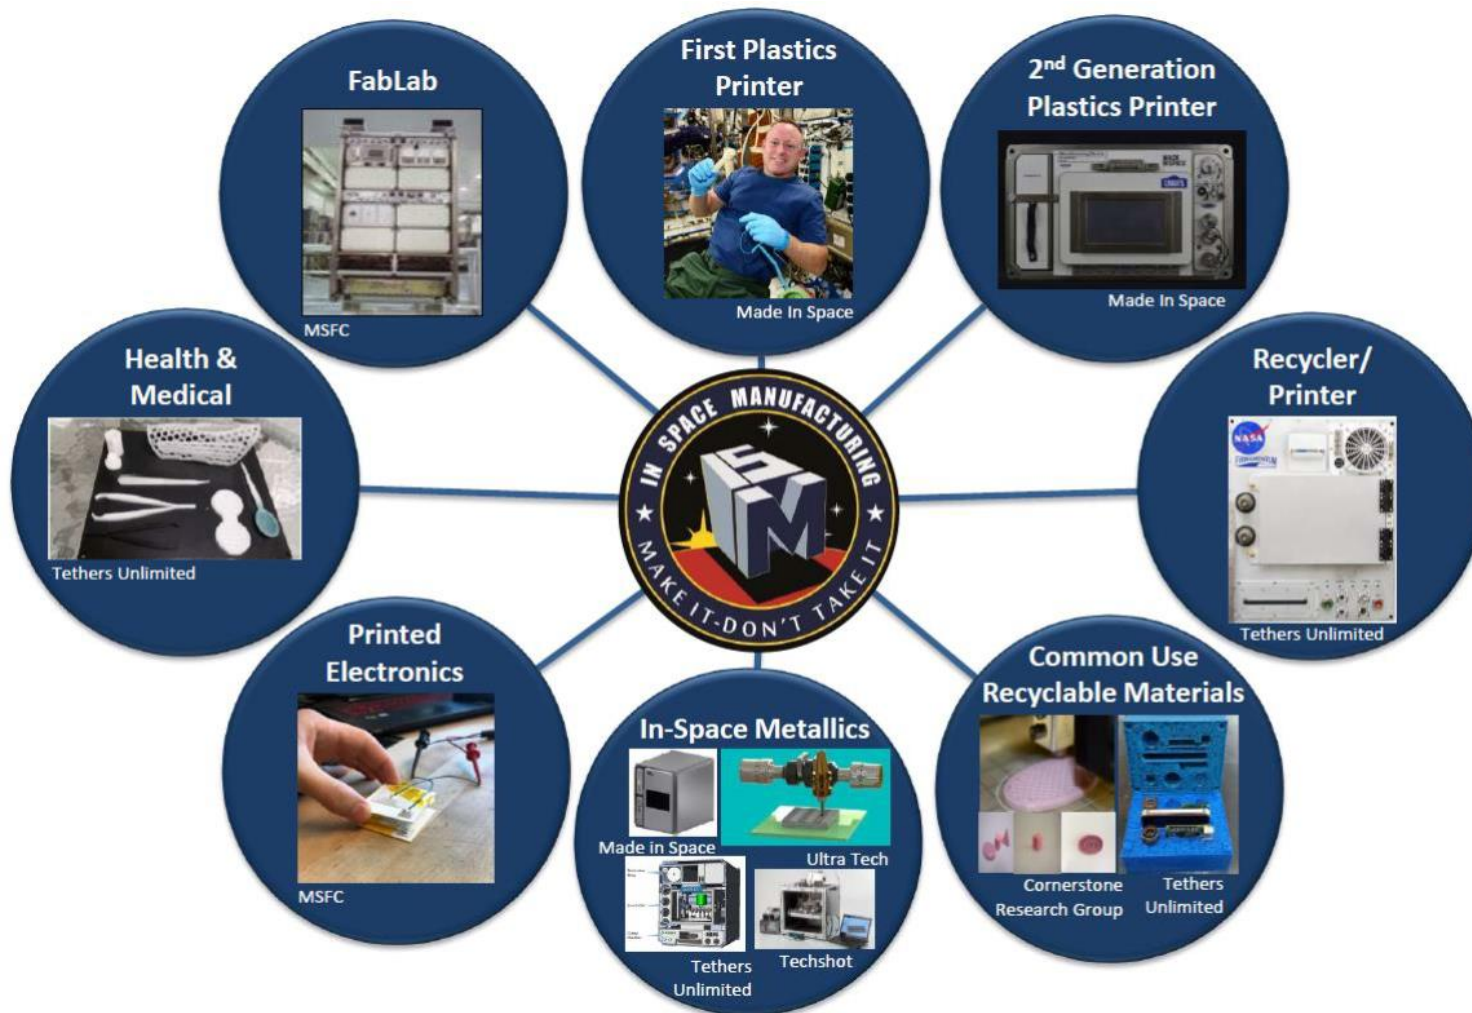 FabLab
MSFC
First Plastics
Printer
Made In Space
2nd Generation
Plastics Printer
Made In Space
Health &
Medical
Tethers Unlimited
IN SPACE MANUFACTURING
ISM
MAKE IT-DON'T TAKE IT
Recycler/
Printer
NASA
Tethers Unlimited
Printed
Electronics
MSFC
In-Space Metallics
Made in Space
Ultra Tech
Tethers
Unlimited
Techshot
Common Use
Recyclable Materials
Cornerstone
Research Group
Tethers
Unlimited